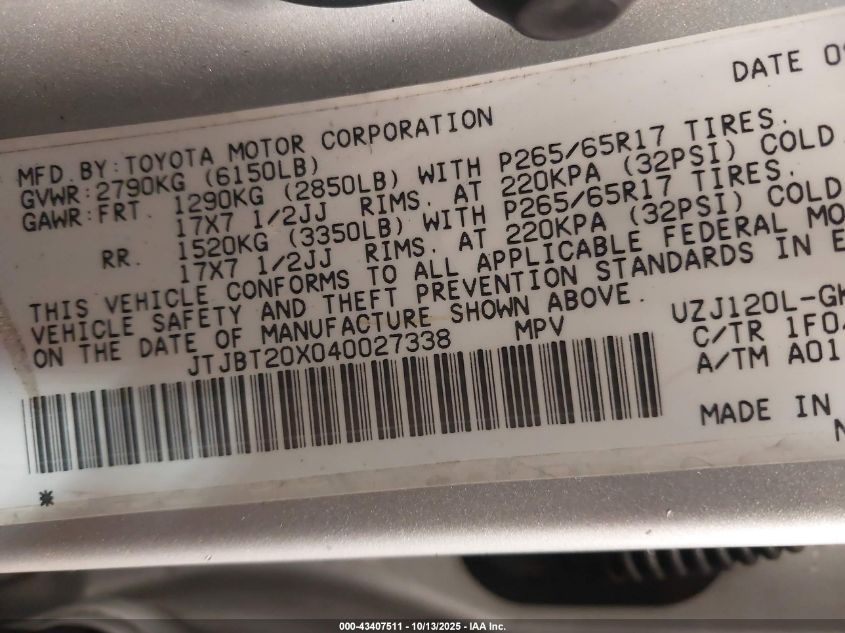 DATE 0
MFD.BY:TOYOTA MOTOR CORPORATION
GVWR:2790KG (6150LB)
GAWR:FRT. 1290KG (2850LB) WITH P265/65R17 TIRES.
17X7 1/2JJ RIMS. AT 220KPA (32PSI) COLD
RR. 1520KG (3350LB) WITH P265/65R17 TIRES.
17X7 1/2JJ RIMS. AT 220KPA (32PSI) COLD
THIS VEHICLE CONFORMS TO ALL APPLICABLE FEDERAL MO
VEHICLE SAFETY AND THEFT PREVENTION STANDARDS IN E
ON THE DATE OF MANUFACTURE SHOWN ABOVE.
JTJBT20X040027338 MPV
UZJ120L-GK
C/TR 1F0
A/TM A01
MADE IN
*
000-43407511 - 10/13/2025 - IAA Inc.